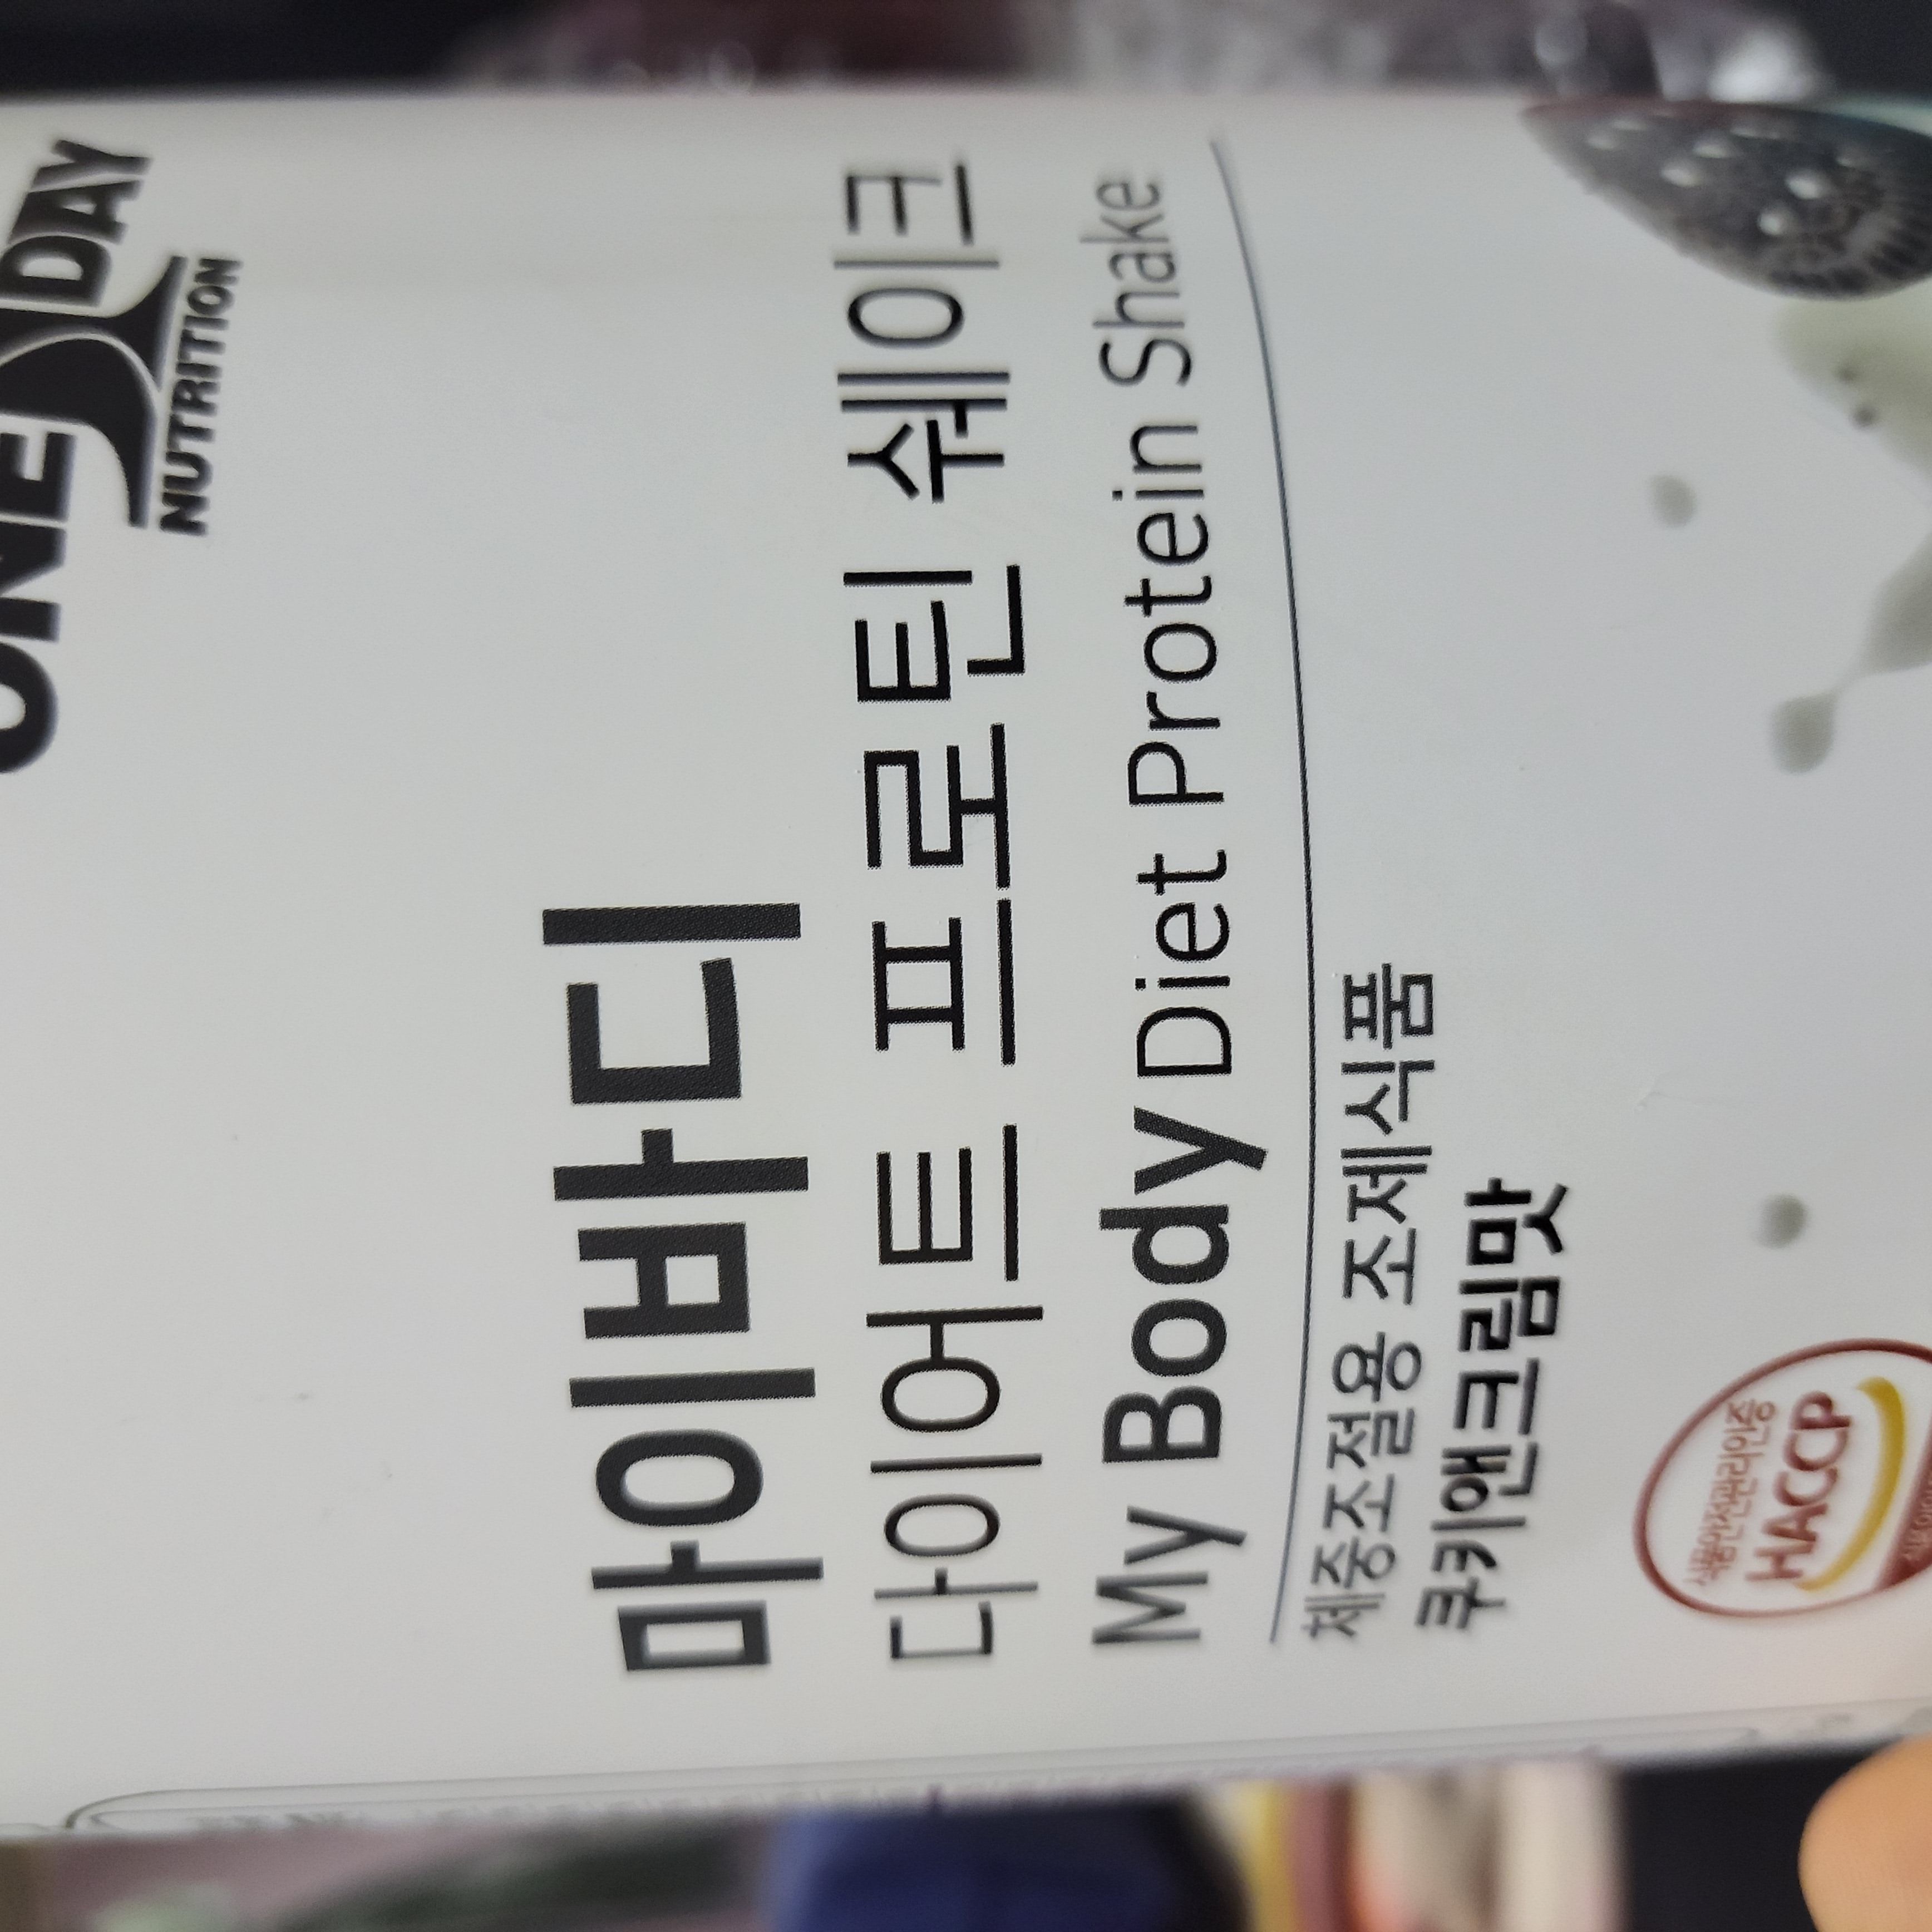 ONE DAY
NUTRITION
마이바디
다이어트 프로틴 쉐이크
My Body Diet Protein Shake
체중조절용 조제식품
쿠키앤크림맛
식품안전관리인증
HACCP